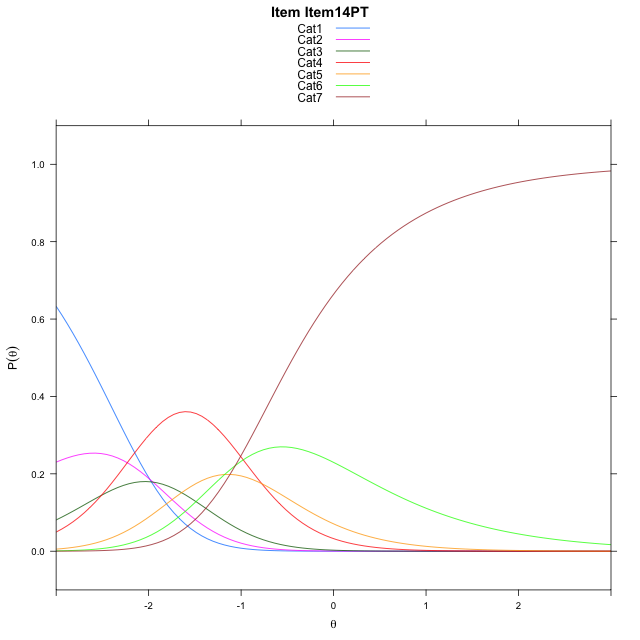 Item Item14PT
Cat1
Cat2
Cat3
Cat4
Cat5
Cat6
Cat7
1.0
0.8
0.6
0.4
0.2
0.0
P(θ)
-2 -1 0 1 2
θ